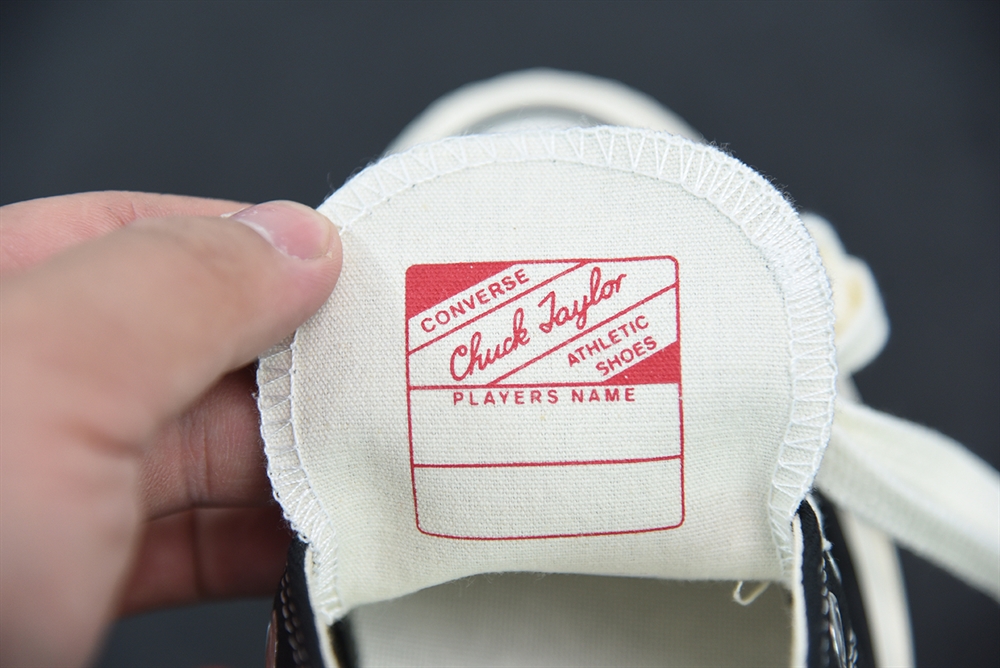 CONVERSE
Chuck Taylor
ATHLETIC
SHOES
PLAYERS NAME